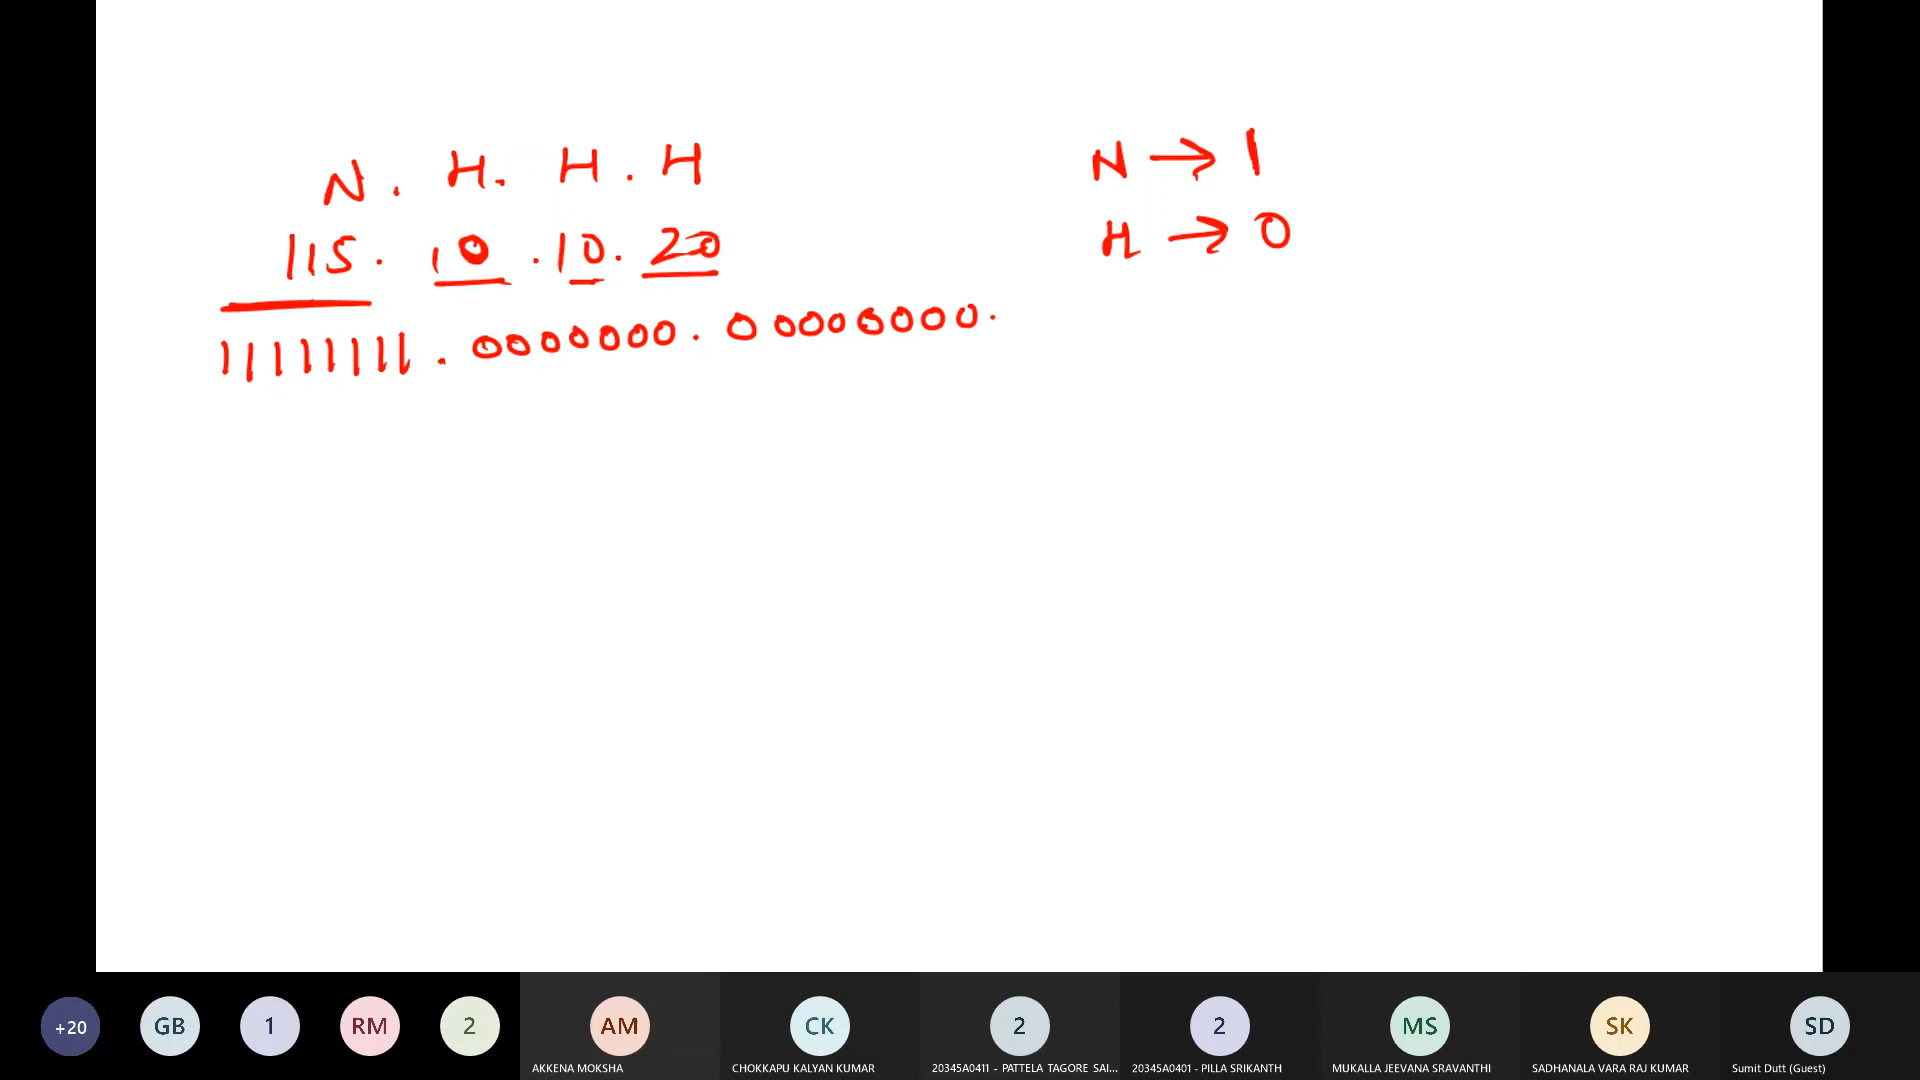 N . H . H . H
115 . 10 . 10 . 20
11111111 . 0000000 . 00000000 .
N → 1
H → 0
+20
GB
1
RM
2
AM
CK
2
2
MS
SK
SD
AKKENA MOKSHA
CHOKKAPU KALYAN KUMAR
20345A0411 - PATTELA TAGORE SAI...
20345A0401 - PILLA SRIKANTH
MUKALLA JEEVANA SRAVANTHI
SADHANALA VARA RAJ KUMAR
Sumit Dutt (Guest)